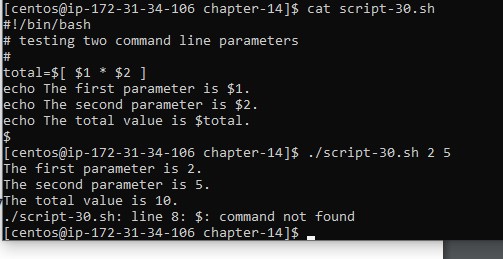 [centos@ip-172-31-34-106 chapter-14]$ cat script-30.sh
#!/bin/bash
# testing two command line parameters
#
total=$[ $1 * $2 ]
echo The first parameter is $1.
echo The second parameter is $2.
echo The total value is $total.
$
[centos@ip-172-31-34-106 chapter-14]$ ./script-30.sh 2 5
The first parameter is 2.
The second parameter is 5.
The total value is 10.
./script-30.sh: line 8: $: command not found
[centos@ip-172-31-34-106 chapter-14]$